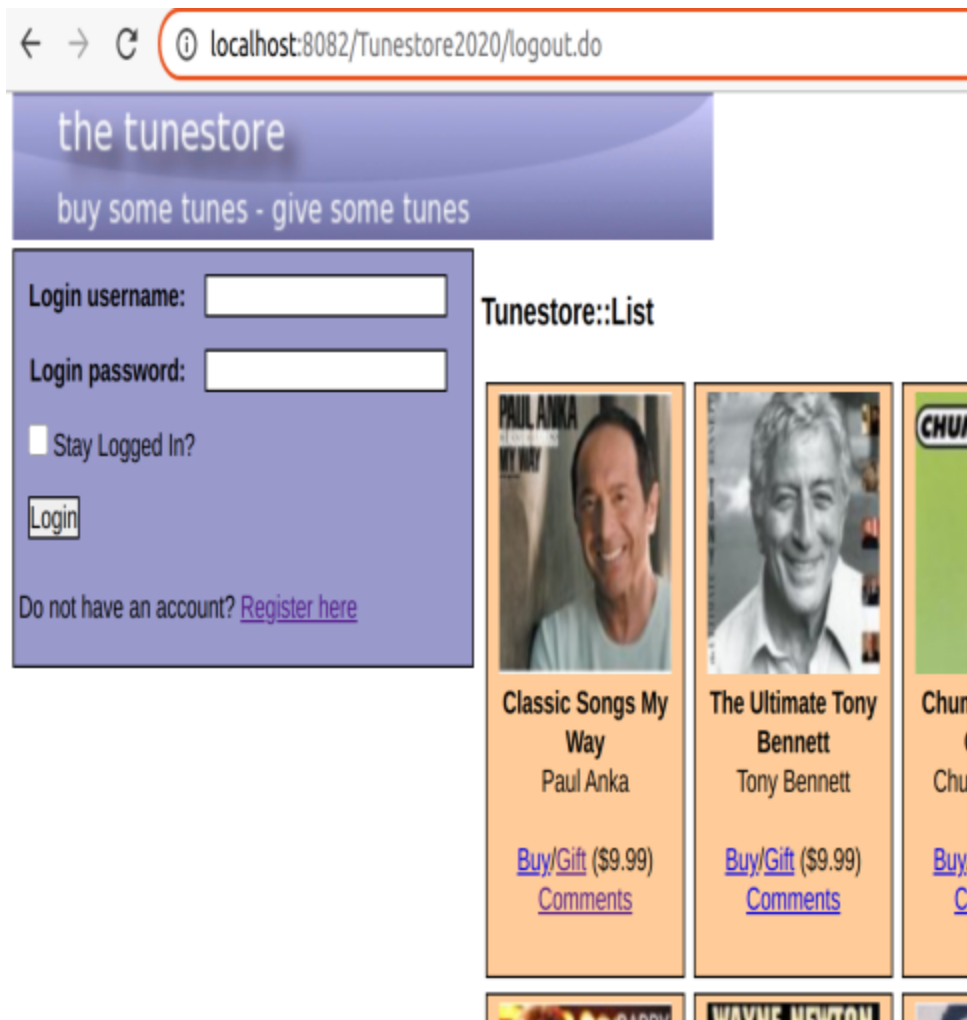 localhost:8082/Tunestore2020/logout.do
the tunestore
buy some tunes - give some tunes
Login username:
Login password:
Stay Logged In?
Login
Do not have an account? Register here
Tunestore::List
PAUL ANKA
MY WAY
Classic Songs My
Way
Paul Anka
Buy/Gift ($9.99)
Comments
The Ultimate Tony
Bennett
Tony Bennett
Buy/Gift ($9.99)
Comments
Buy
WAYNE NEWTON